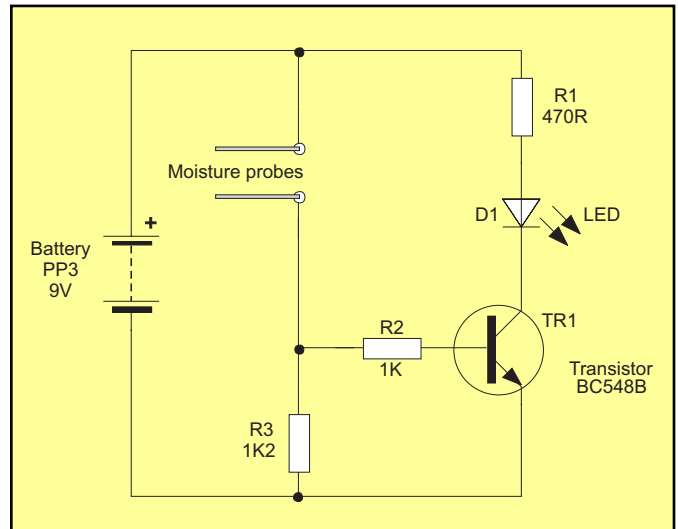 R1
470R
Moisture probes
D1
LED
+
Battery
PP3
9V
R2
1K
TR1
Transistor
BC548B
R3
1K2